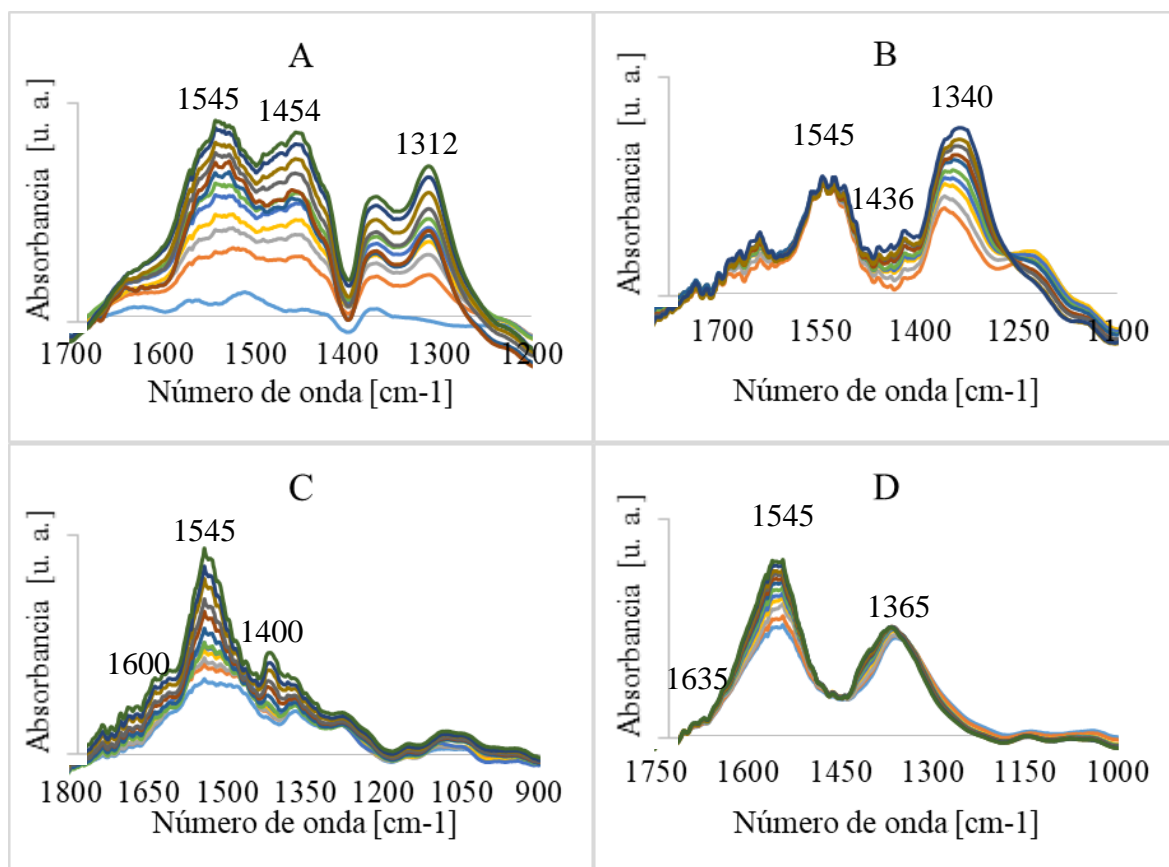 A
1545
1454
1312
Absorbancia [u. a.]
1700 1600 1500 1400 1300 1200
Número de onda [cm-1]
B
1545
1436
1340
Absorbancia [u. a.]
1700 1550 1400 1250 1100
Número de onda [cm-1]
C
1545
1400
1600
Absorbancia [u. a.]
1800 1650 1500 1350 1200 1050 900
Número de onda [cm-1]
D
1545
1365
1635
Absorbancia [u. a.]
1750 1600 1450 1300 1150 1000
Número de onda [cm-1]